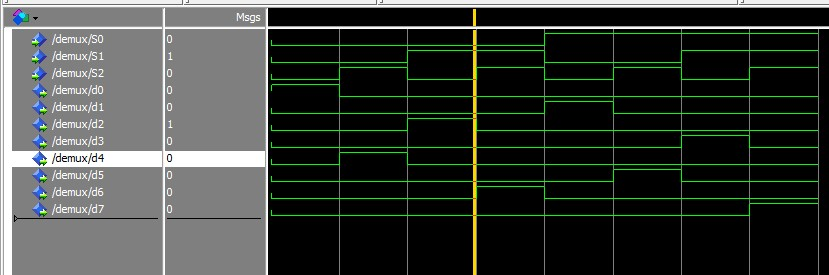 Msgs
/demux/S0 0
/demux/S1 1
/demux/S2 0
/demux/d0 0
/demux/d1 0
/demux/d2 1
/demux/d3 0
/demux/d4 0
/demux/d5 0
/demux/d6 0
/demux/d7 0